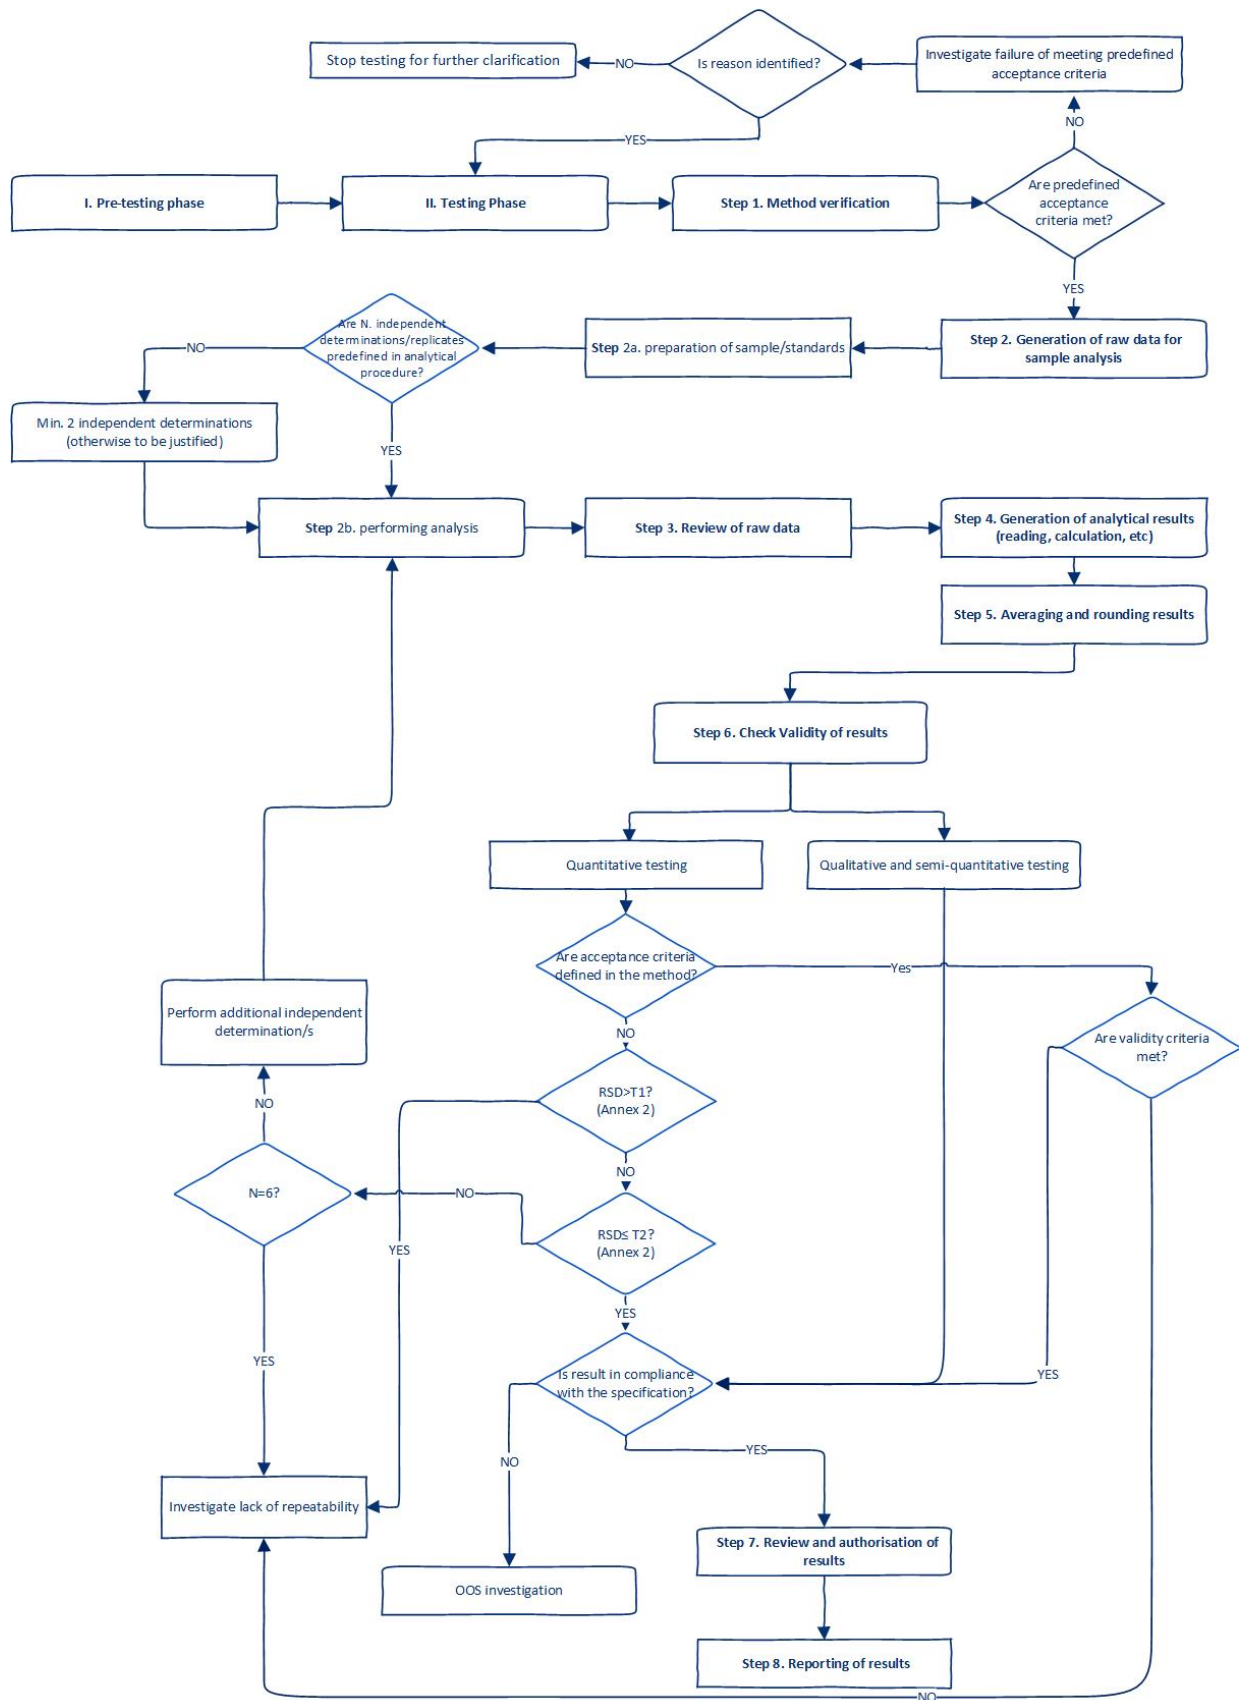 Stop testing for further clarification
NO
Is reason identified?
Investigate failure of meeting predefined
acceptance criteria
YES
NO
I. Pre-testing phase
II. Testing Phase
Step 1. Method verification
Are predefined
acceptance
criteria met?
YES
Are N. independent
determinations/replicates
predefined in analytical
procedure?
NO
Step 2a. preparation of sample/standards
Step 2. Generation of raw data for
sample analysis
Min. 2 independent determinations
(otherwise to be justified)
YES
Step 2b. performing analysis
Step 3. Review of raw data
Step 4. Generation of analytical results
(reading, calculation, etc)
Step 5. Averaging and rounding results
Step 6. Check Validity of results
Quantitative testing
Qualitative and semi-quantitative testing
Are acceptance criteria
defined in the method?
Yes
Perform additional independent
determination/s
NO
Are validity criteria
met?
RSD>T1?
(Annex 2)
NO
NO
N=6?
NO
RSD≤ T2?
(Annex 2)
YES
YES
YES
Is result in compliance
with the specification?
YES
NO
YES
Investigate lack of repeatability
Step 7. Review and authorisation of
results
OOS investigation
Step 8. Reporting of results
NO